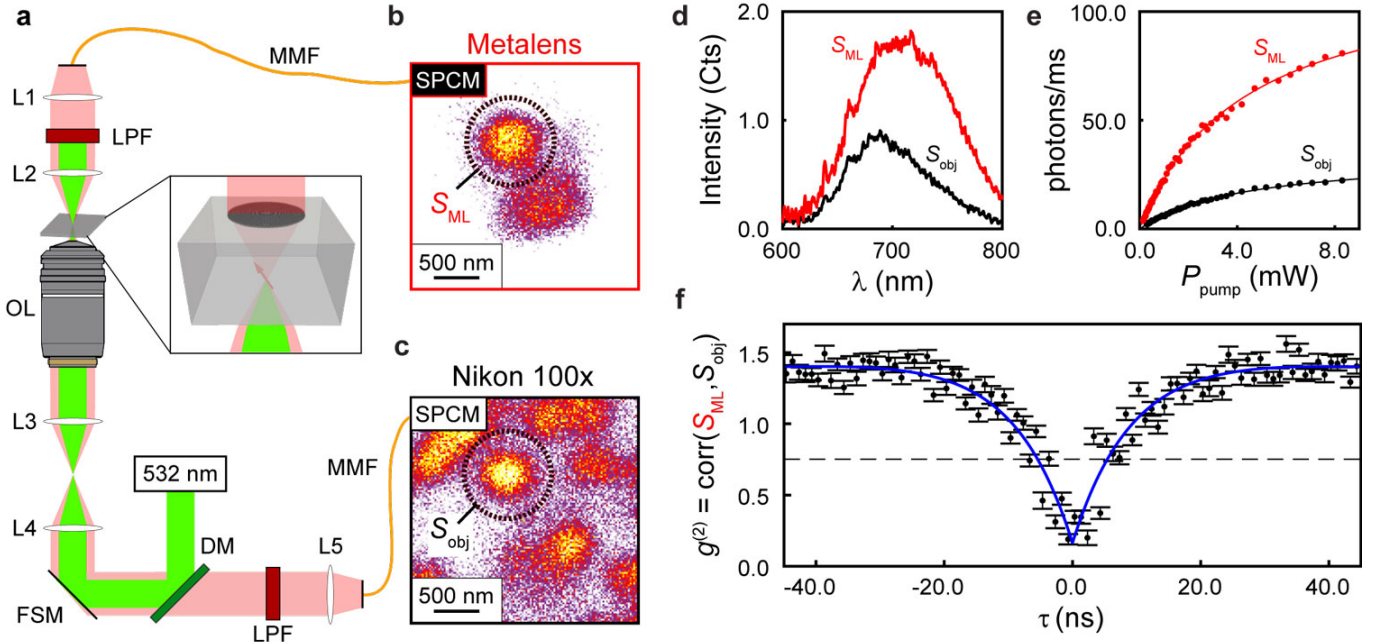 a
MMF
L1
LPF
L2
OL
L3
532 nm
L4
DM
L5
FSM
LPF
MMF
b
Metalens
SPCM
S_ML
500 nm
c
Nikon 100x
SPCM
S_obj
500 nm
d
2.0
1.0
0.0
Intensity (Cts)
S_ML
S_obj
600
700
800
λ (nm)
e
100.0
50.0
0.0
photons/ms
S_ML
S_obj
0.0
4.0
8.0
P_pump (mW)
f
1.5
1.0
0.5
0.0
g^(2) = corr(S_ML, S_obj)
-40.0
-20.0
0.0
20.0
40.0
τ (ns)